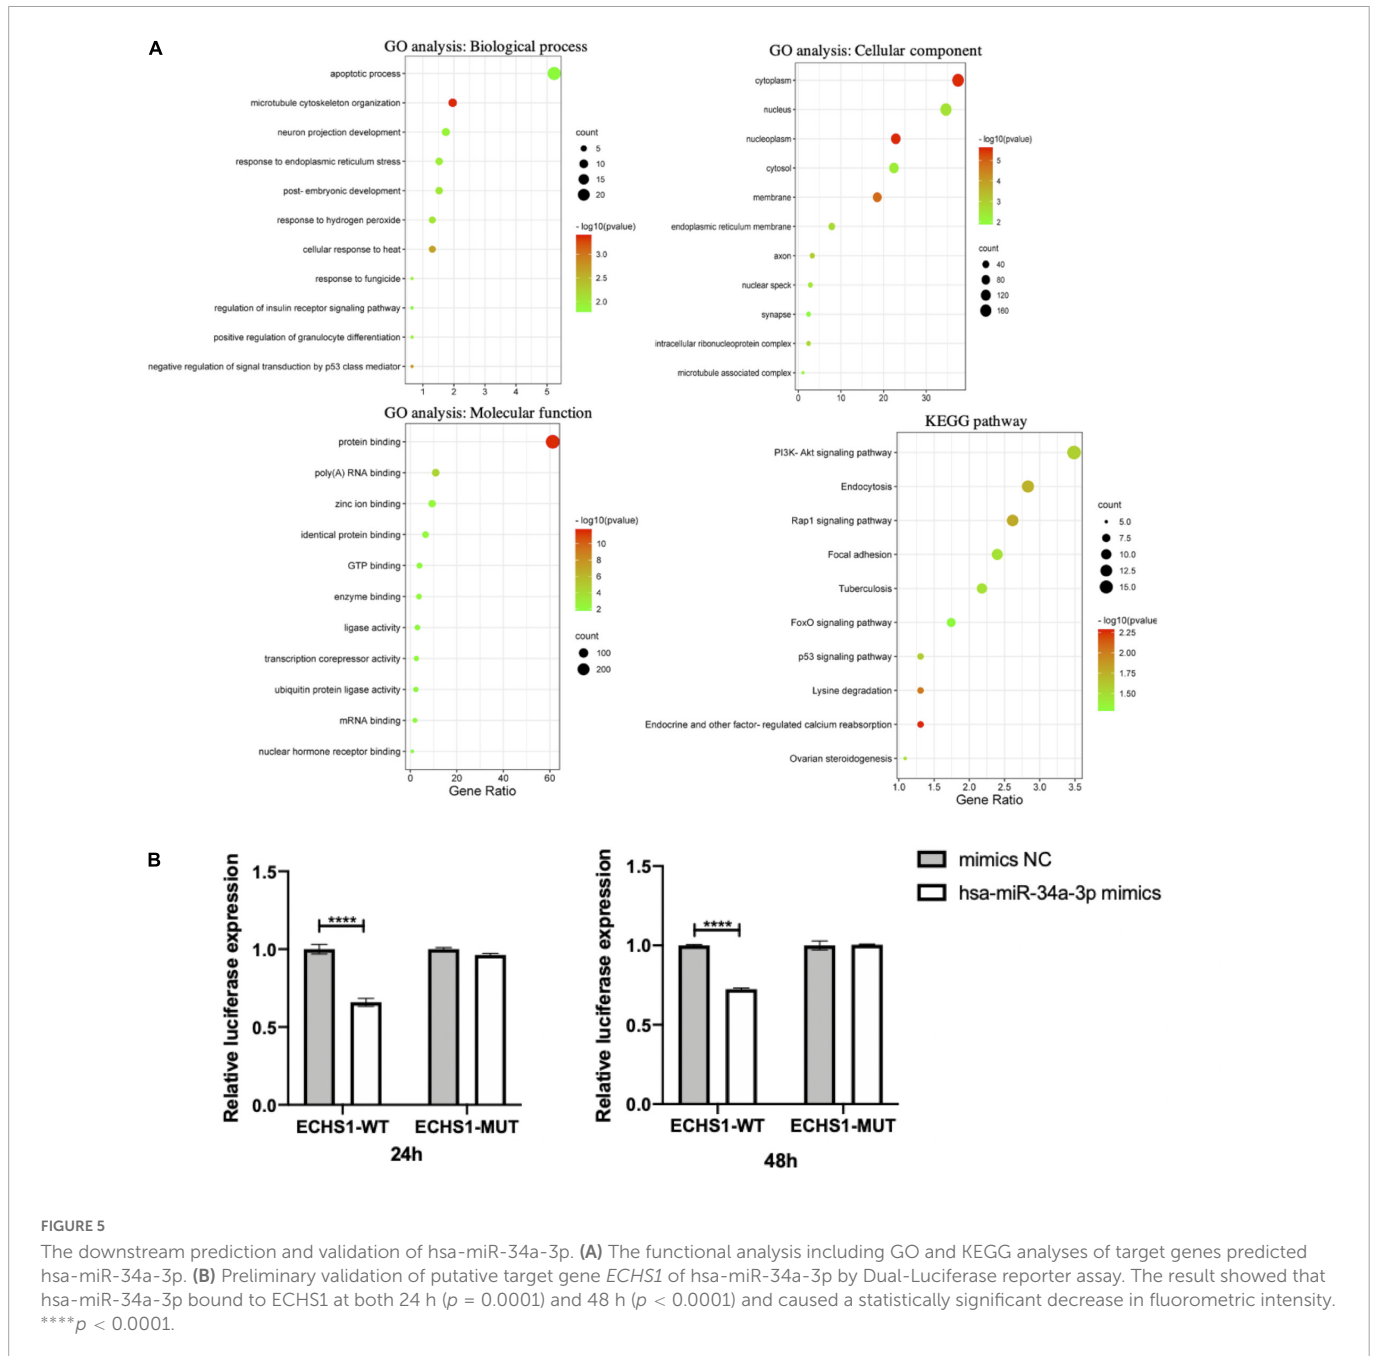 A
GO analysis: Biological process
apoptotic process
microtubule cytoskeleton organization
neuron projection development
response to endoplasmic reticulum stress
post- embryonic development
response to hydrogen peroxide
cellular response to heat
response to fungicide
regulation of insulin receptor signaling pathway
positive regulation of granulocyte differentiation
negative regulation of signal transduction by p53 class mediator
1 2 3 4 5
count
5
10
15
20
- log10(pvalue)
3.0
2.5
2.0
GO analysis: Cellular component
cytoplasm
nucleus
nucleoplasm
cytosol
membrane
endoplasmic reticulum membrane
axon
nuclear speck
synapse
intracellular ribonucleoprotein complex
microtubule associated complex
0 10 20 30
- log10(pvalue)
5
4
3
2
count
40
80
120
160
GO analysis: Molecular function
protein binding
poly(A) RNA binding
zinc ion binding
identical protein binding
GTP binding
enzyme binding
ligase activity
transcription corepressor activity
ubiquitin protein ligase activity
mRNA binding
nuclear hormone receptor binding
0 20 40 60
Gene Ratio
- log10(pvalue)
10
8
6
4
2
count
100
200
KEGG pathway
PI3K- Akt signaling pathway
Endocytosis
Rap1 signaling pathway
Focal adhesion
Tuberculosis
FoxO signaling pathway
p53 signaling pathway
Lysine degradation
Endocrine and other factor- regulated calcium reabsorption
Ovarian steroidogenesis
1.0 1.5 2.0 2.5 3.0 3.5
Gene Ratio
count
5.0
7.5
10.0
12.5
15.0
- log10(pvalue
2.25
2.00
1.75
1.50
B
Relative luciferase expression
1.5
1.0
0.5
0.0
****
ECHS1-WT ECHS1-MUT
24h
Relative luciferase expression
1.5
1.0
0.5
0.0
****
ECHS1-WT ECHS1-MUT
48h
mimics NC
hsa-miR-34a-3p mimics
FIGURE 5
The downstream prediction and validation of hsa-miR-34a-3p. (A) The functional analysis including GO and KEGG analyses of target genes predicted
hsa-miR-34a-3p. (B) Preliminary validation of putative target gene ECHS1 of hsa-miR-34a-3p by Dual-Luciferase reporter assay. The result showed that
hsa-miR-34a-3p bound to ECHS1 at both 24 h (p = 0.0001) and 48 h (p < 0.0001) and caused a statistically significant decrease in fluorometric intensity.
****p < 0.0001.